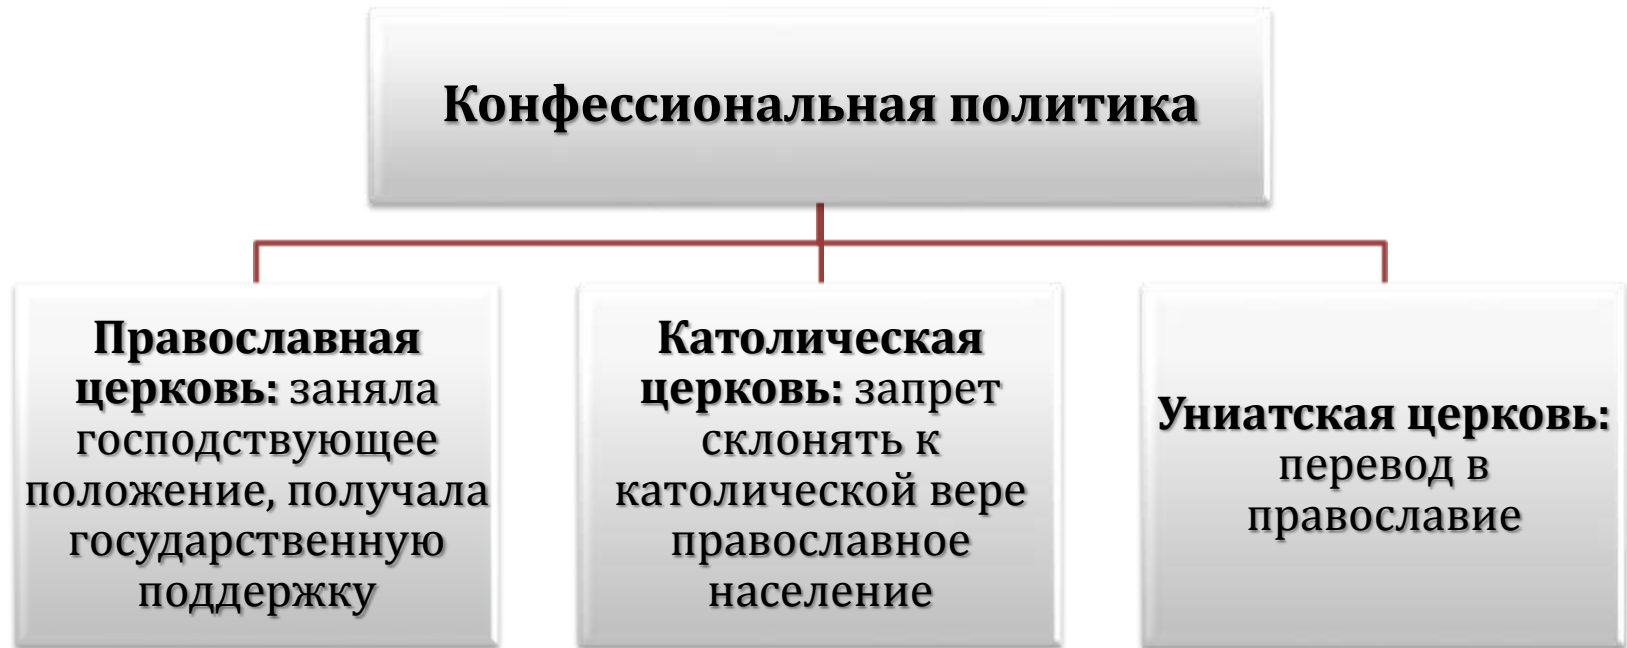 Конфессиональная политика
Православная
церковь: заняла
господствующее
положение, получала
государственную
поддержку
Католическая
церковь: запрет
склонять к
католической вере
православное
население
Униатская церковь:
перевод в
православие